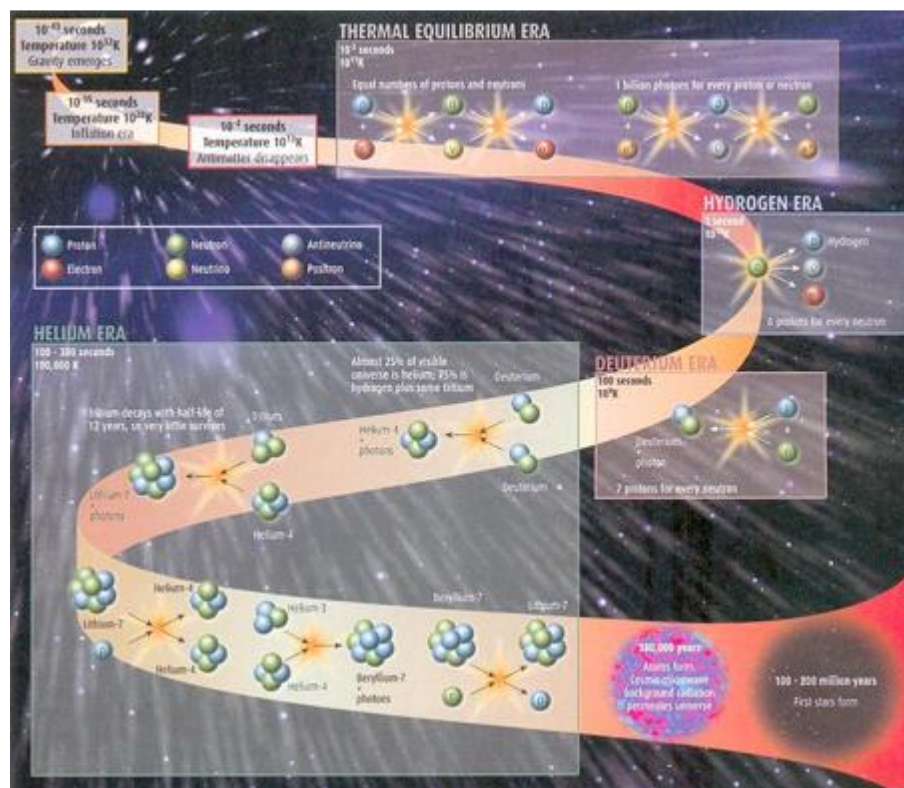 10⁻⁴³ seconds
Temperature 10³²K
Gravity emerges
seconds
Temperature
Inflation era
10⁻⁴ seconds
Temperature 10¹³K
Antimatter disappears
THERMAL EQUILIBRIUM ERA
seconds
Equal numbers of protons and neutrons
1 billion photons for every proton or neutron
HYDROGEN ERA
1 second
Hydrogen
6 protons for every neutron
Proton
Neutron
Antineutrino
Electron
Neutrino
Positron
DEUTERIUM ERA
100 seconds
10⁹K
Deuterium
+
photon
7 protons for every neutron
HELIUM ERA
100 - 300 seconds
100,000 K
Almost 25% of visible
universe is helium; 75% is
hydrogen plus some tritium
Deuterium
Helium-4
+
photons
Deuterium
Tritium decays with half-life of
12 years, so very little survives
Tritium
Lithium-7
+
photons
Helium-4
Lithium-7
Helium-4
Helium-4
Helium-3
Helium-4
Beryllium-7
+
photons
Beryllium-7
Lithium-7
380,000 years
Atoms form
Cosmic microwave
background radiation
permeates universe
100 - 200 million years
First stars form